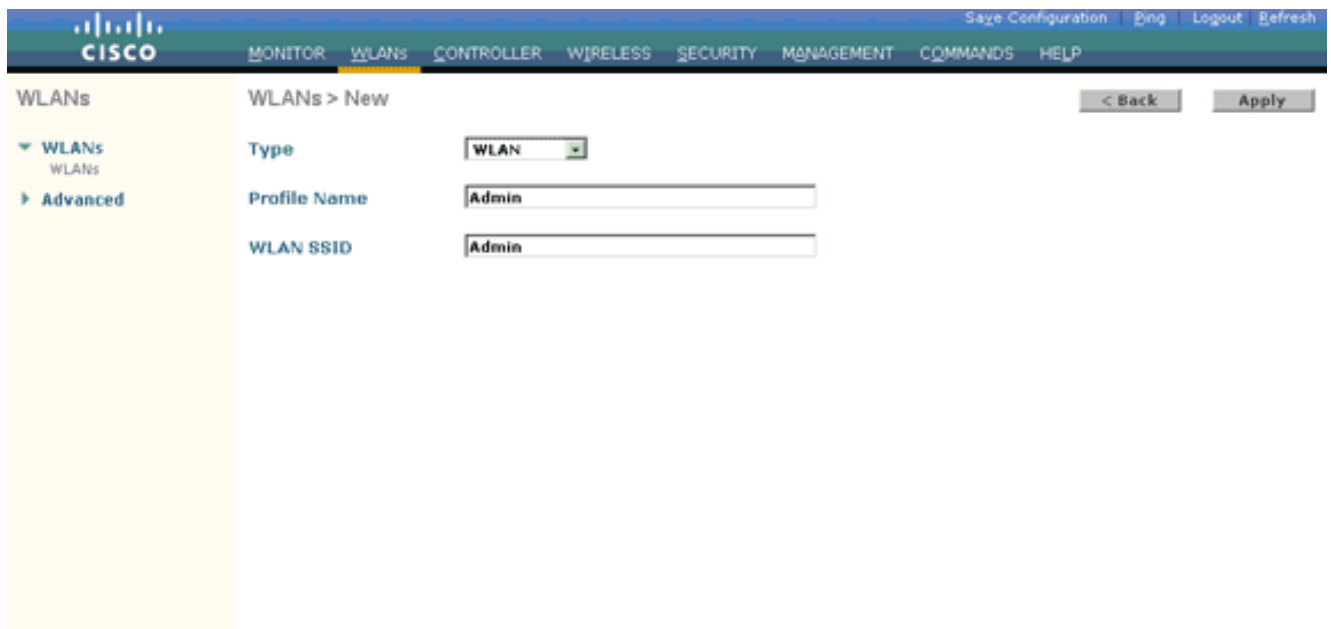 Save Configuration Ping Logout Refresh
CISCO MONITOR WLANs CONTROLLER WIRELESS SECURITY MANAGEMENT COMMANDS HELP
WLANs
WLANs > New
< Back Apply
WLANs
WLANs
Advanced
Type WLAN
Profile Name Admin
WLAN SSID Admin